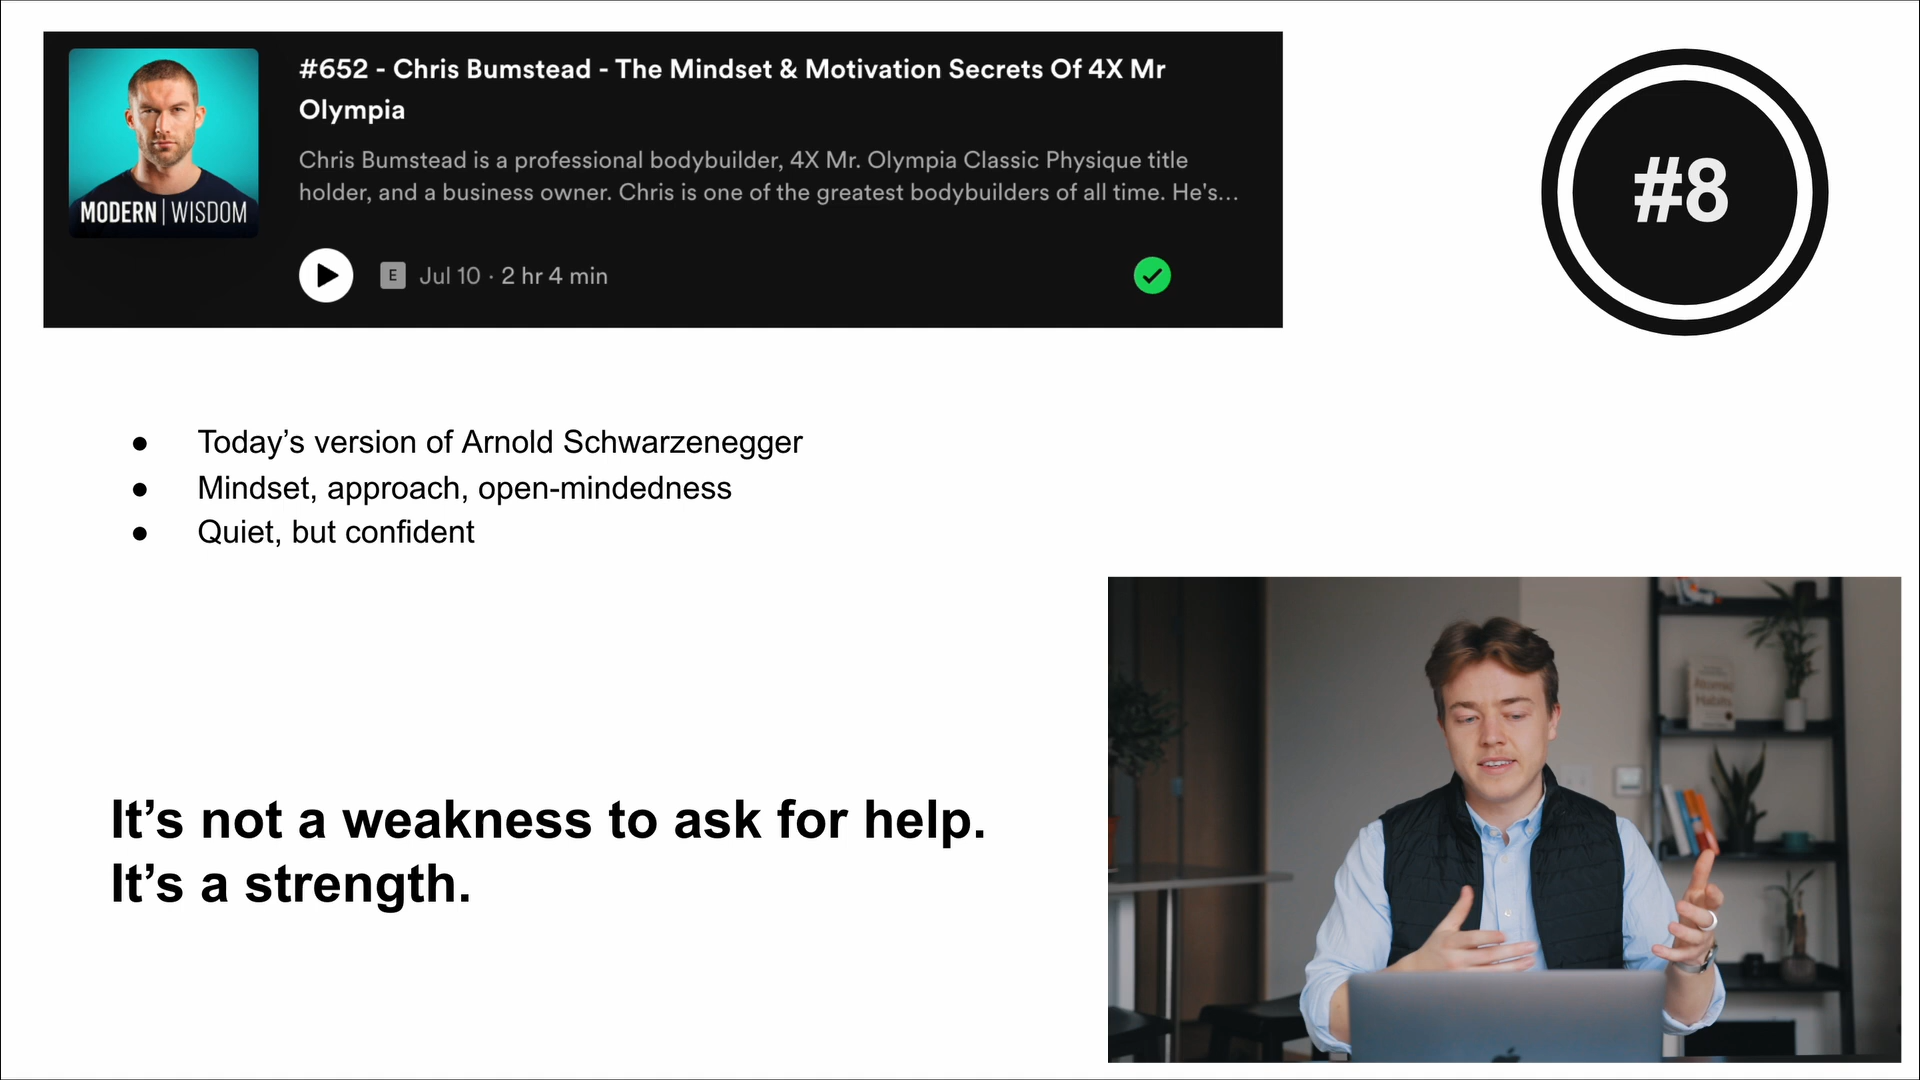 #652 - Chris Bumstead - The Mindset & Motivation Secrets Of 4X Mr
Olympia
Chris Bumstead is a professional bodybuilder, 4X Mr. Olympia Classic Physique title
holder, and a business owner. Chris is one of the greatest bodybuilders of all time. He's...
MODERN | WISDOM
E Jul 10 · 2 hr 4 min
#8
● Today’s version of Arnold Schwarzenegger
● Mindset, approach, open-mindedness
● Quiet, but confident
It’s not a weakness to ask for help.
It’s a strength.
Atomic
Habits